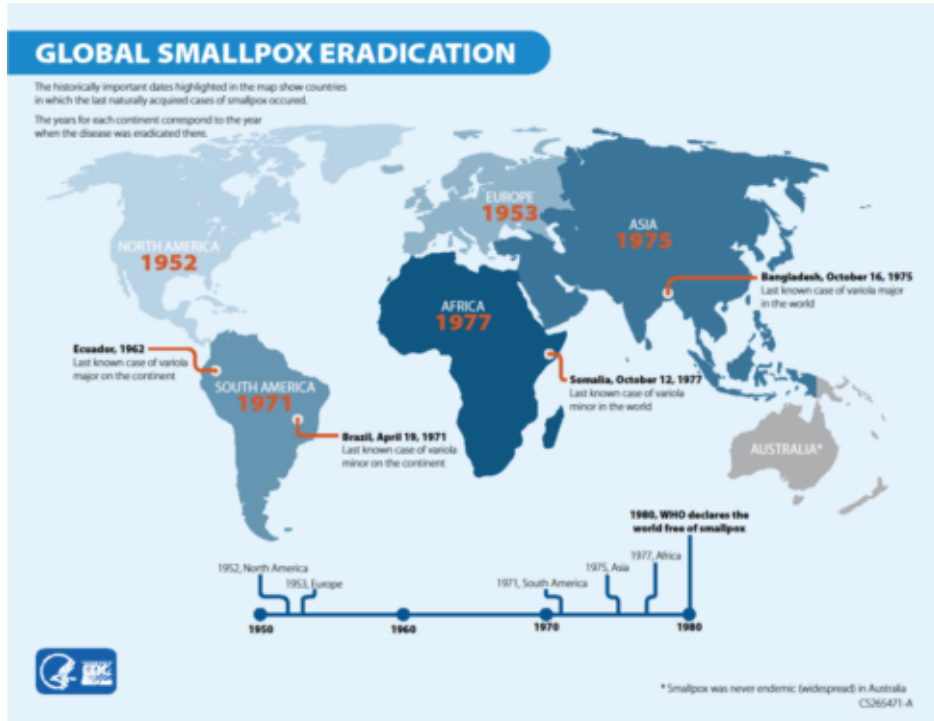 GLOBAL SMALLPOX ERADICATION
The historically important dates highlighted in the map show countries
in which the last naturally acquired cases of smallpox occured.
The years for each continent correspond to the year
when the disease was eradicated there.
NORTH AMERICA
1952
EUROPE
1953
ASIA
1975
Bangladesh, October 16, 1975
Last known case of variola major
in the world
AFRICA
1977
Ecuador, 1962
Last known case of variola
major on the continent
SOUTH AMERICA
1971
Somalia, October 12, 1977
Last known case of variola
minor in the world
Brazil, April 19, 1971
Last known case of variola
minor on the continent
AUSTRALIA*
1980, WHO declares the
world free of smallpox
1952, North America
1953, Europe
1971, South America
1975, Asia
1977, Africa
1950
1960
1970
1980
CDC
* Smallpox was never endemic (widespread) in Australia
CS265471-A